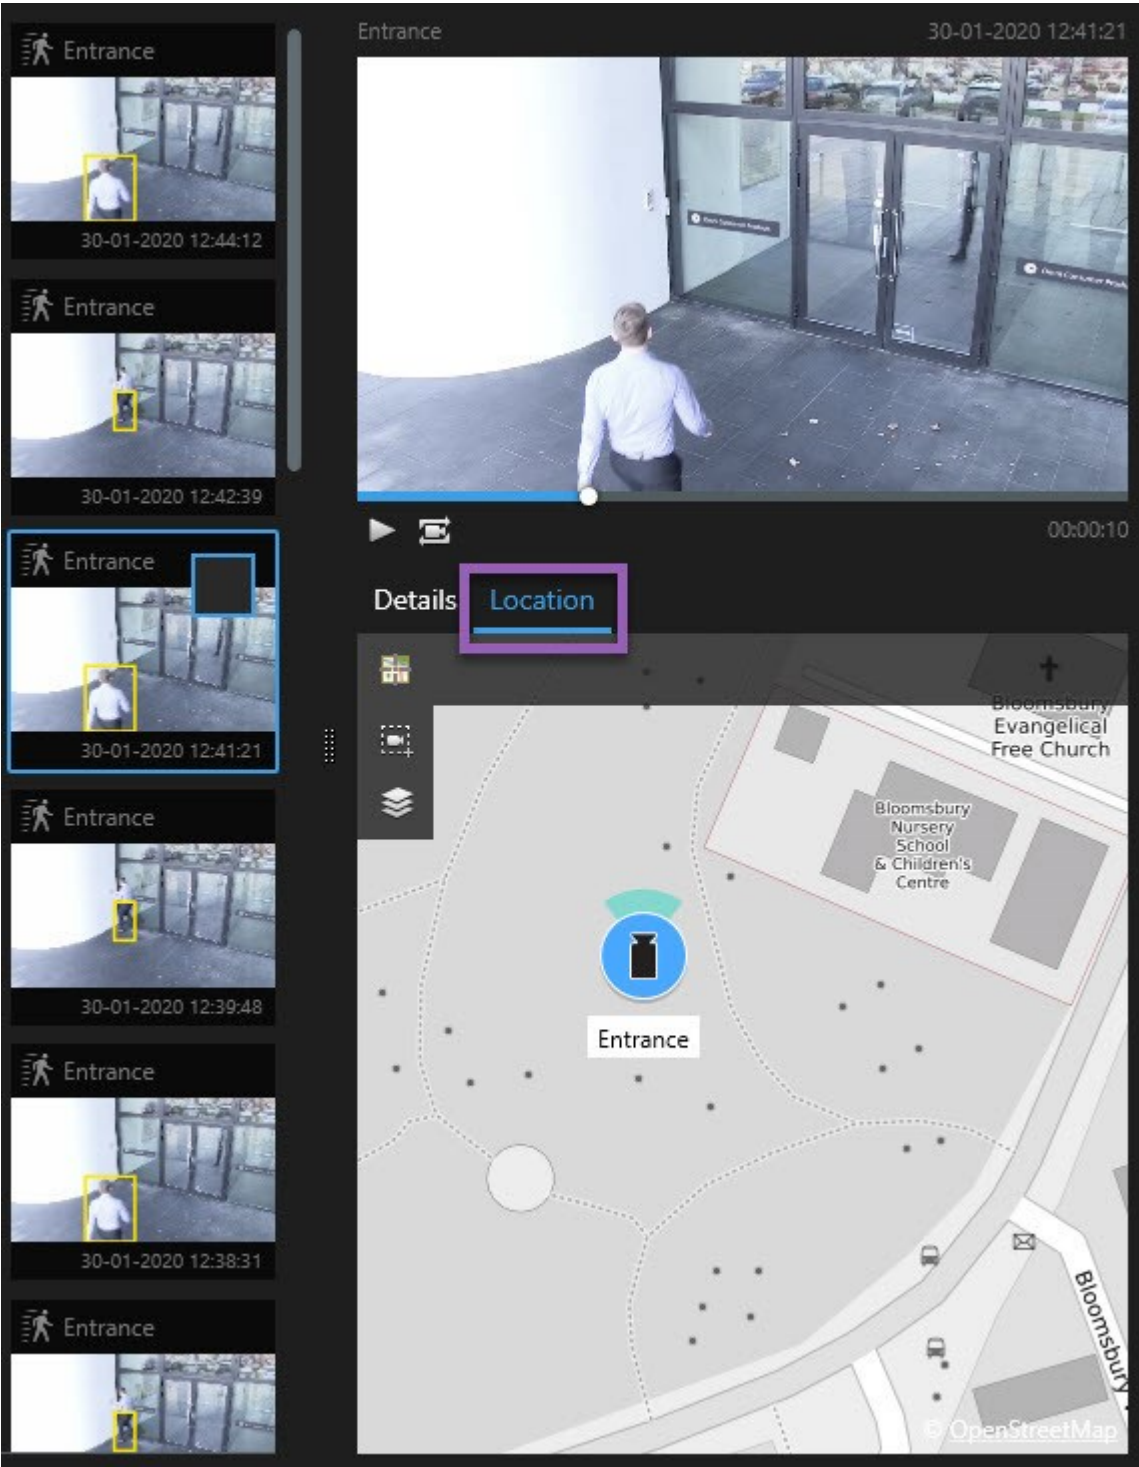 Entrance
30-01-2020 12:44:12
Entrance
30-01-2020 12:42:39
Entrance
30-01-2020 12:41:21
Entrance
30-01-2020 12:39:48
Entrance
30-01-2020 12:38:31
Entrance
Entrance
30-01-2020 12:41:21
00:00:10
Details
Location
Bloomsbury
Evangelical
Free Church
Bloomsbury
Nursery
School
& Children's
Centre
Entrance
Bloomsbury
© OpenStreetMap